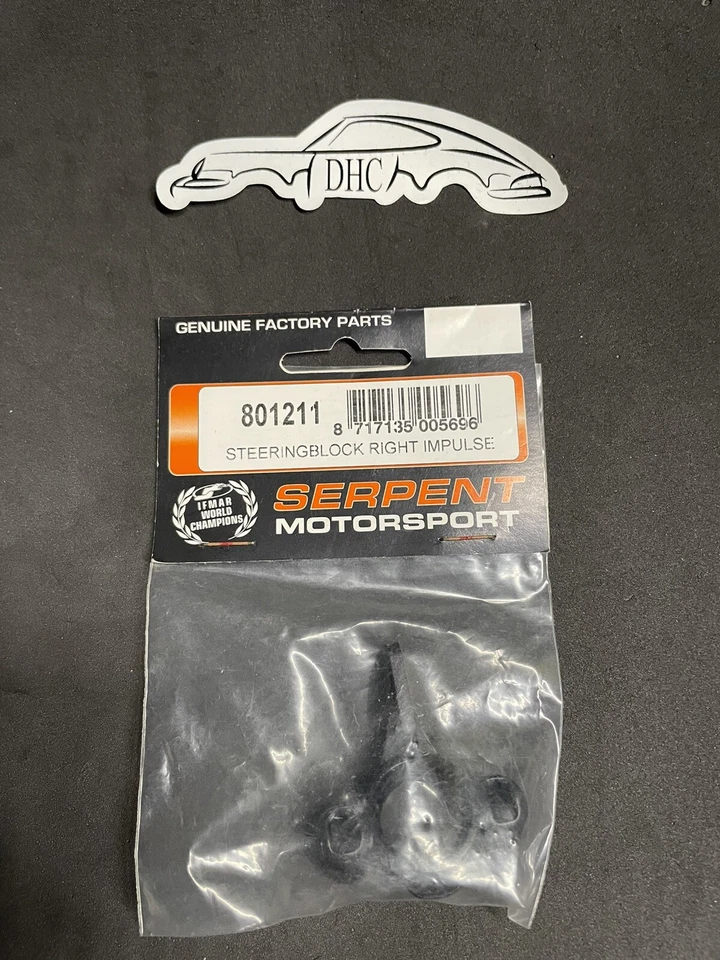 DHC
GENUINE FACTORY PARTS
801211
8 717135 005696
STEERINGBLOCK RIGHT IMPULSE
IFMAR
WORLD
CHAMPIONS
SERPENT
MOTORSPORT